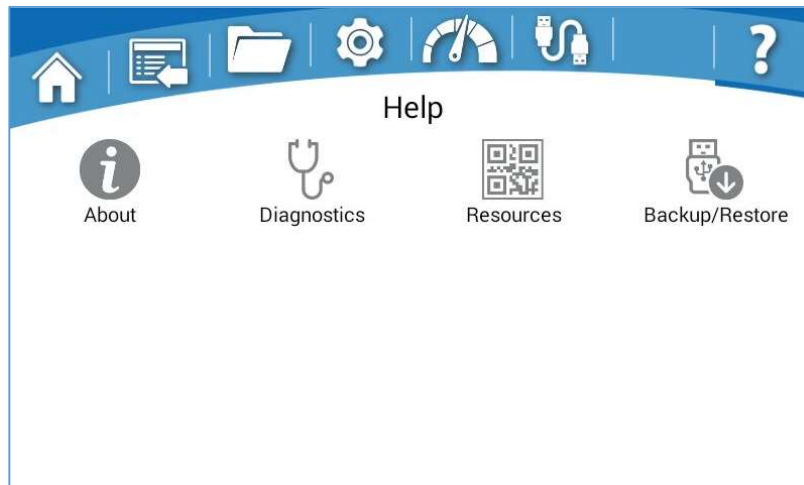 Help
About
Diagnostics
Resources
Backup/Restore